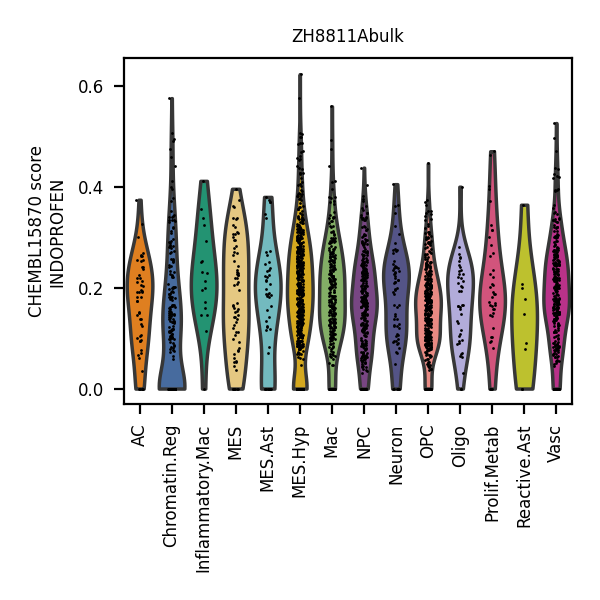 ZH8811Abulk
CHEMBL15870 score
INDOPROFEN
0.6
0.4
0.2
0.0
AC
Chromatin.Reg
Inflammatory.Mac
MES
MES.Ast
MES.Hyp
Mac
NPC
Neuron
OPC
Oligo
Prolif.Metab
Reactive.Ast
Vasc